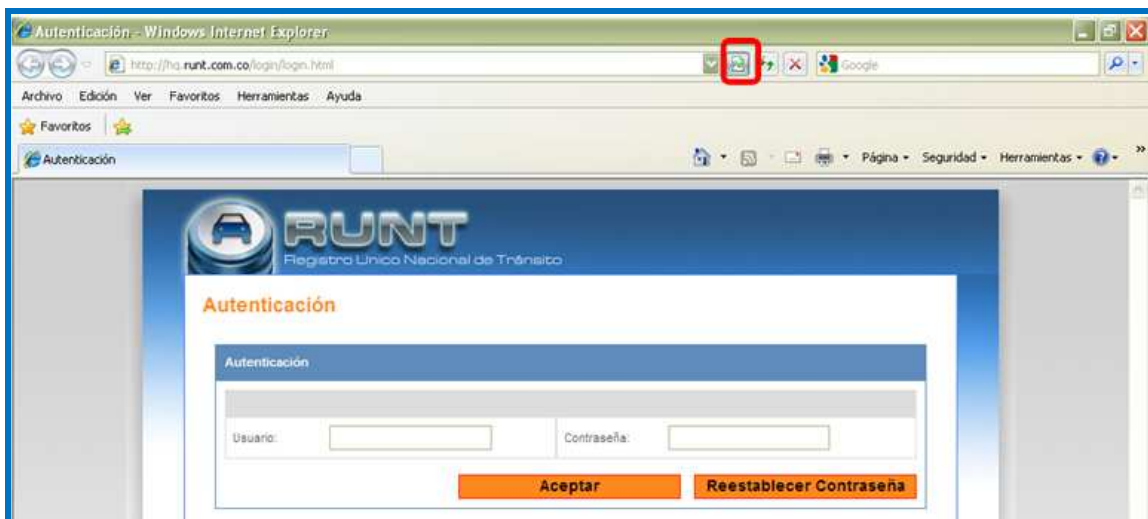 Autenticación - Windows Internet Explorer
http://hq.runt.com.co/login/login.html
Google
Archivo Edición Ver Favoritos Herramientas Ayuda
Favoritos
Autenticación
Página Seguridad Herramientas
RUNT
Registro Unico Nacional de Tránsito
Autenticación
Autenticación
Usuario: Contraseña:
Aceptar Reestablecer Contraseña